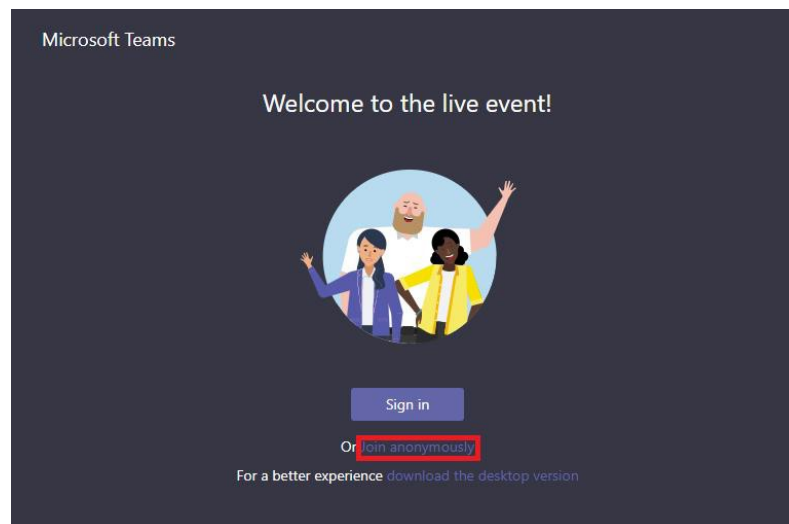 Microsoft Teams
Welcome to the live event!
Sign in
Or Join anonymously
For a better experience download the desktop version